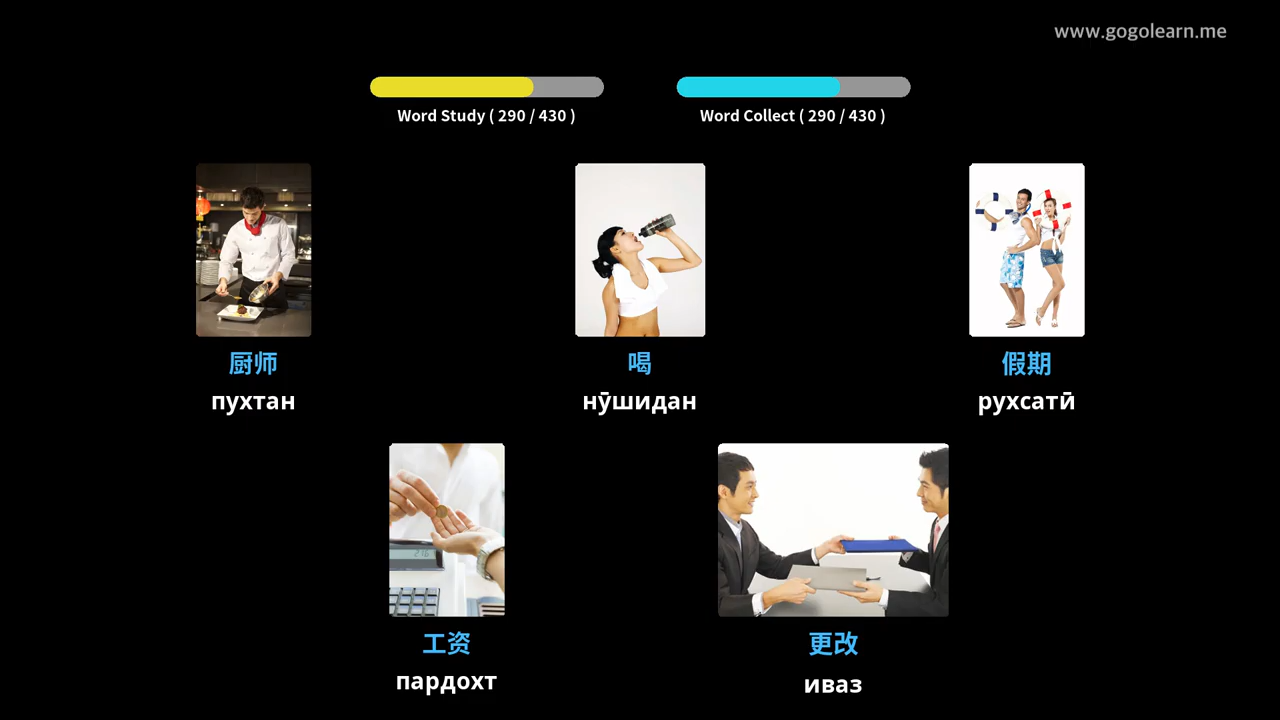 www.gogolearn.me
Word Study ( 290 / 430 )
Word Collect ( 290 / 430 )
厨师
пухтан
喝
нӯшидан
假期
рухсатӣ
工资
пардохт
更改
иваз
216